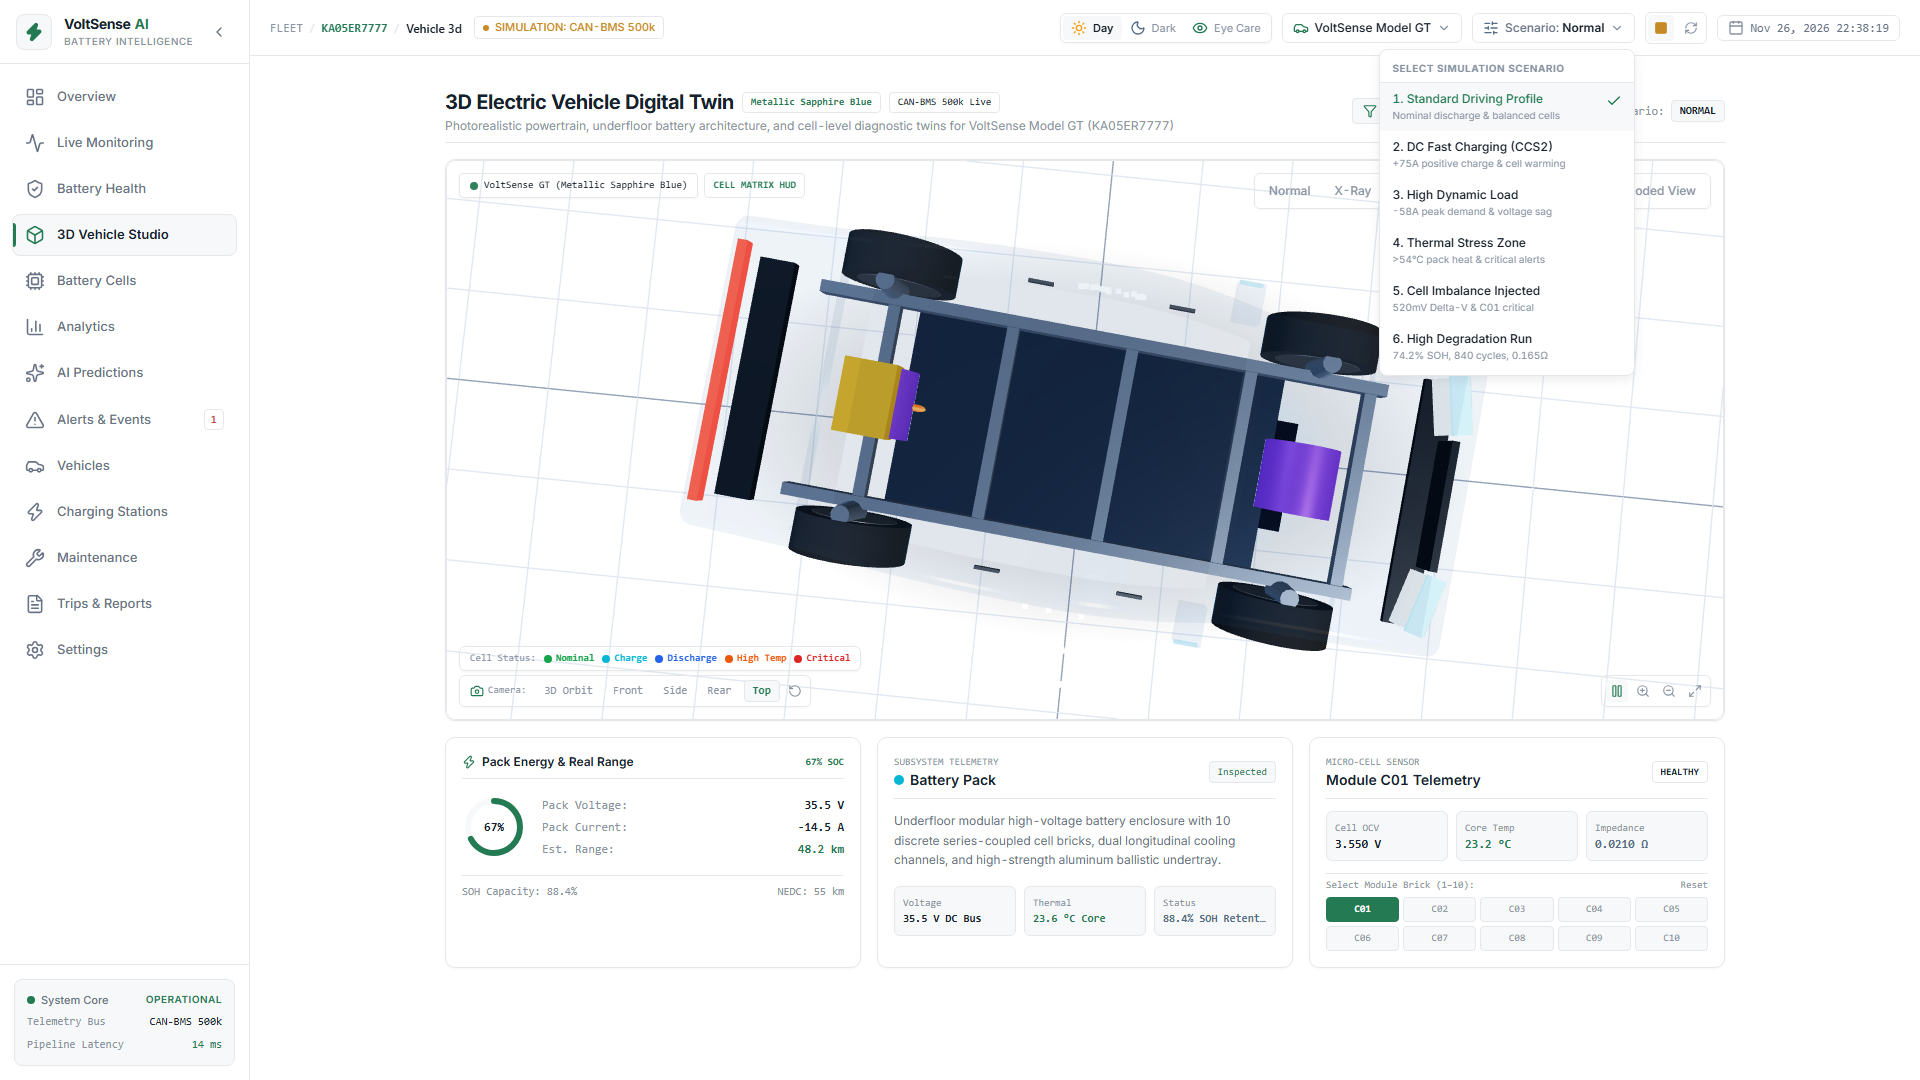 VoltSense AI
BATTERY INTELLIGENCE
Overview
Live Monitoring
Battery Health
3D Vehicle Studio
Battery Cells
Analytics
AI Predictions
Alerts & Events 1
Vehicles
Charging Stations
Maintenance
Trips & Reports
Settings
System Core OPERATIONAL
Telemetry Bus CAN-BMS 500k
Pipeline Latency 14 ms
FLEET / KA05ER7777 / Vehicle 3d
SIMULATION: CAN-BMS 500k
Day Dark Eye Care
VoltSense Model GT
Scenario: Normal
Nov 26, 2026 22:38:19
SELECT SIMULATION SCENARIO
1. Standard Driving Profile
Nominal discharge & balanced cells
2. DC Fast Charging (CCS2)
+75A positive charge & cell warming
3. High Dynamic Load
-58A peak demand & voltage sag
4. Thermal Stress Zone
>54°C pack heat & critical alerts
5. Cell Imbalance Injected
520mV Delta-V & C01 critical
6. High Degradation Run
74.2% SOH, 840 cycles, 0.165Ω
3D Electric Vehicle Digital Twin
Metallic Sapphire Blue
CAN-BMS 500k Live
Photorealistic powertrain, underfloor battery architecture, and cell-level diagnostic twins for VoltSense Model GT (KA05ER7777)
ario: NORMAL
VoltSense GT (Metallic Sapphire Blue)
CELL MATRIX HUD
Normal X-Ray oded View
Cell Status: Nominal Charge Discharge High Temp Critical
Camera: 3D Orbit Front Side Rear Top
Pack Energy & Real Range 67% SOC
67%
Pack Voltage: 35.5 V
Pack Current: -14.5 A
Est. Range: 48.2 km
SOH Capacity: 88.4% NEDC: 55 km
SUBSYSTEM TELEMETRY
Battery Pack
Inspected
Underfloor modular high-voltage battery enclosure with 10
discrete series-coupled cell bricks, dual longitudinal cooling
channels, and high-strength aluminum ballistic undertray.
Voltage
35.5 V DC Bus
Thermal
23.6 °C Core
Status
88.4% SOH Retent…
MICRO-CELL SENSOR
Module C01 Telemetry
HEALTHY
Cell OCV
3.550 V
Core Temp
23.2 °C
Impedance
0.0210 Ω
Select Module Brick (1-10): Reset
C01 C02 C03 C04 C05
C06 C07 C08 C09 C10